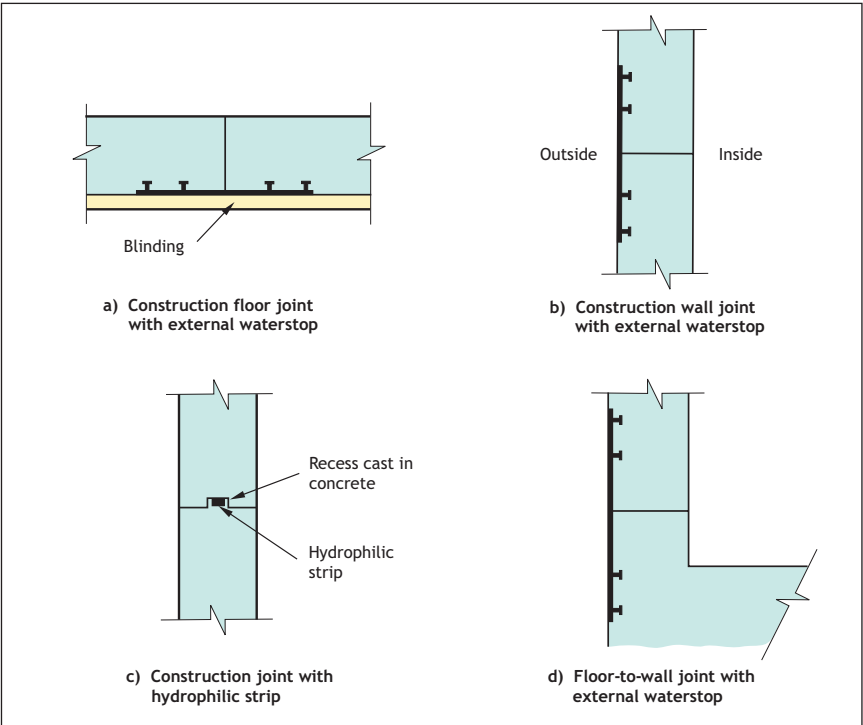 Blinding
a) Construction floor joint
with external waterstop
Outside
Inside
b) Construction wall joint
with external waterstop
Recess cast in
concrete
Hydrophilic
strip
c) Construction joint with
hydrophilic strip
d) Floor-to-wall joint with
external waterstop